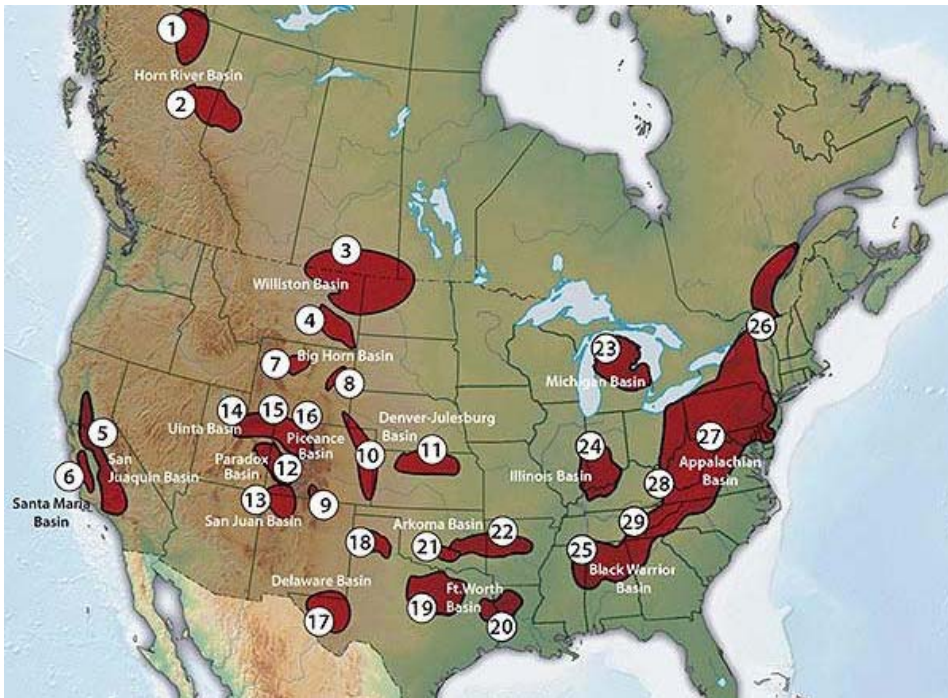 1
Horn River Basin
2
3
Williston Basin
4
Big Horn Basin
7
8
14
15
16
Uinta Basin
Piceance
Basin
Denver-Julesburg
Basin
10
11
5
San
Juaquin Basin
6
Santa Maria
Basin
Paradox
Basin
12
13
San Juan Basin
9
23
Michigan Basin
24
Illinois Basin
26
27
Appalachian
Basin
28
29
18
Arkoma Basin
21
22
25
Black Warrior
Basin
Delaware Basin
17
19
Ft.Worth
Basin
20